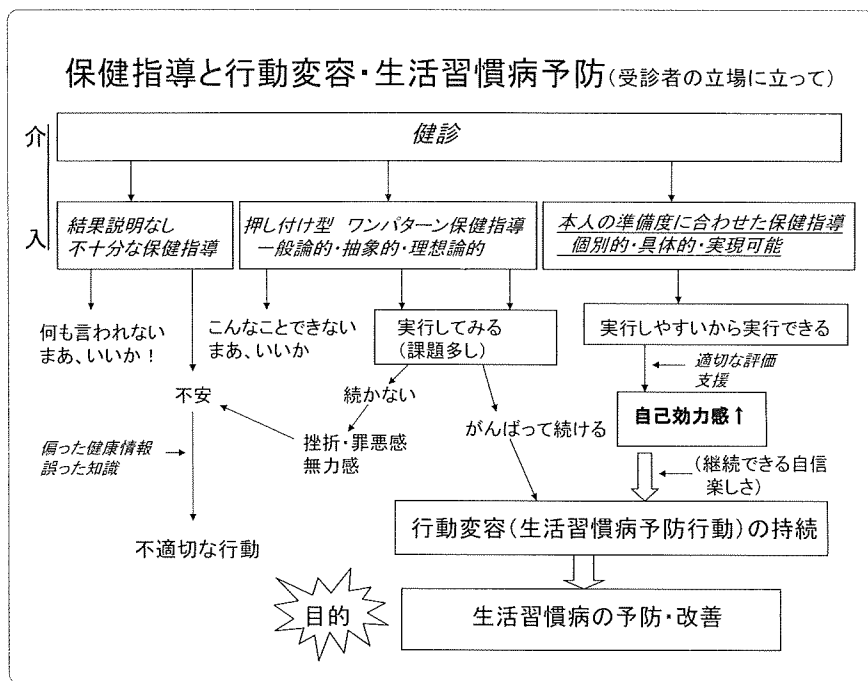 保健指導と行動変容・生活習慣病予防(受診者の立場に立って)
介
入
健診
結果説明なし
不十分な保健指導
押し付け型 ワンパターン保健指導
一般論的・抽象的・理想論的
本人の準備度に合わせた保健指導
個別的・具体的・実現可能
何も言われない
まあ、いいか！
こんなことできない
まあ、いいか
実行してみる
(課題多し)
実行しやすいから実行できる
適切な評価
支援
不安
続かない
自己効力感↑
偏った健康情報
誤った知識
挫折・罪悪感
無力感
がんばって続ける
(継続できる自信
楽しさ)
不適切な行動
行動変容(生活習慣病予防行動)の持続
目的
生活習慣病の予防・改善